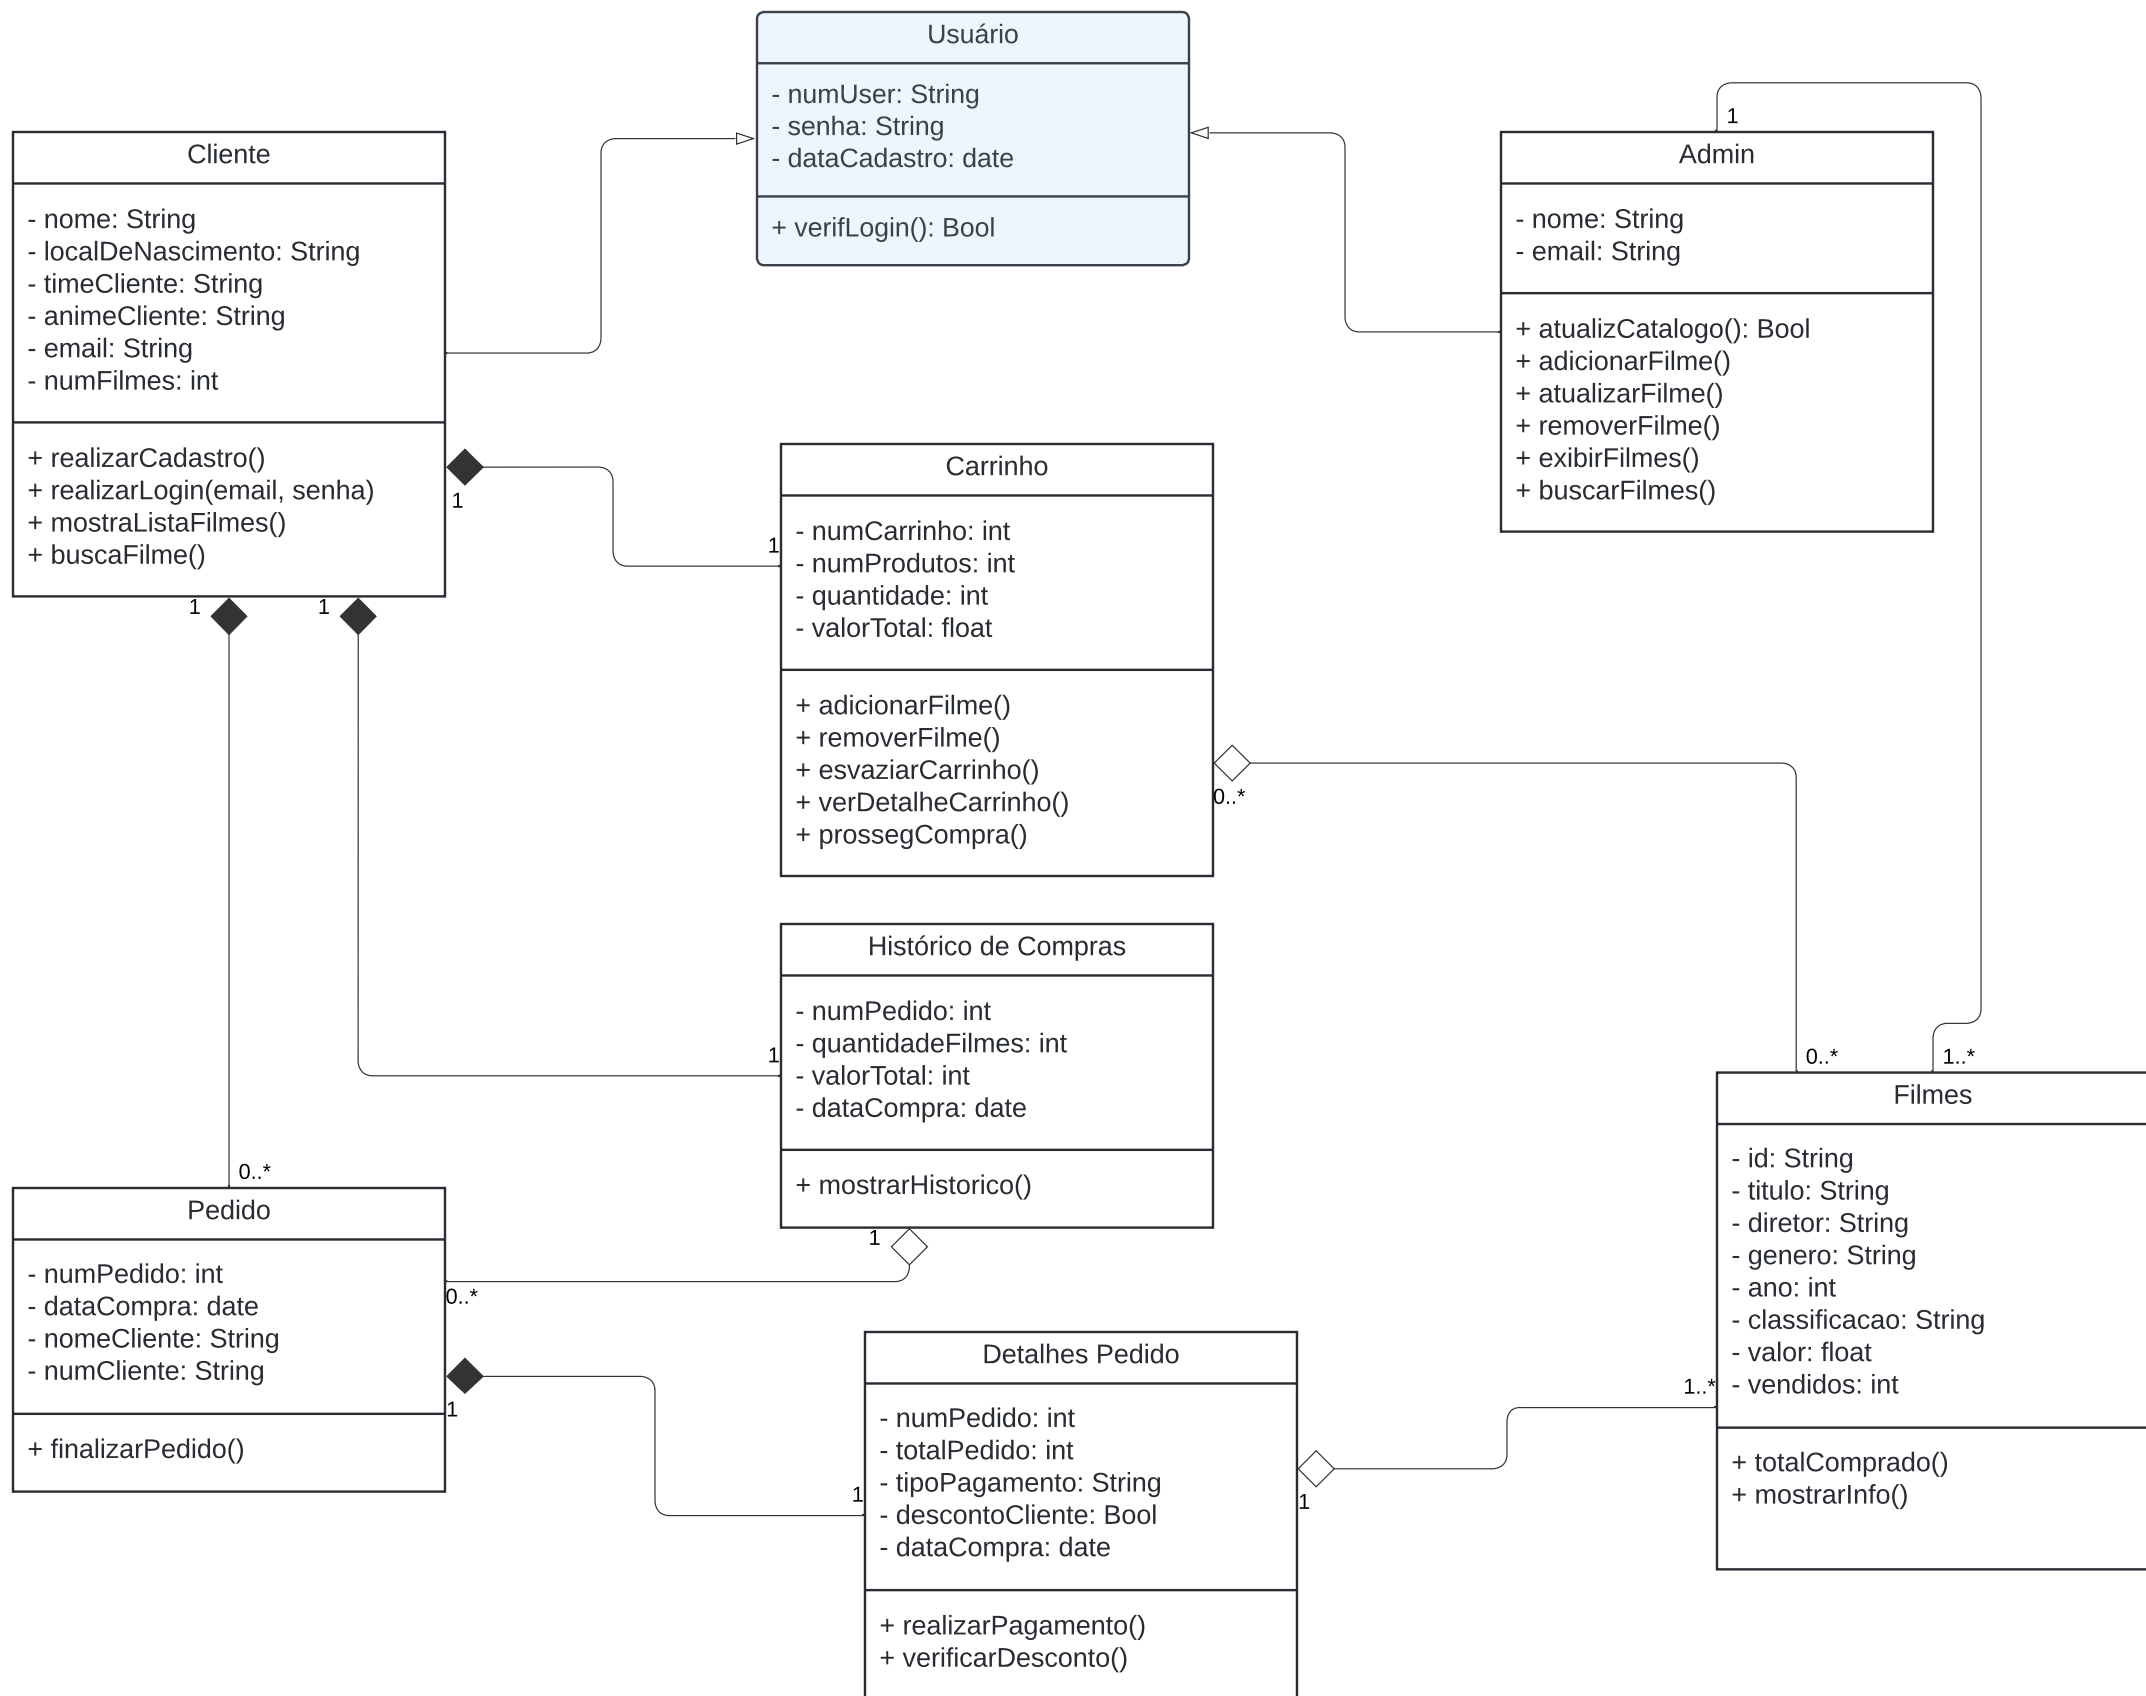 Usuário
- numUser: String
- senha: String
- dataCadastro: date
+ verifLogin(): Bool
Cliente
- nome: String
- localDeNascimento: String
- timeCliente: String
- animeCliente: String
- email: String
- numFilmes: int
+ realizarCadastro()
+ realizarLogin(email, senha)
+ mostraListaFilmes()
+ buscaFilme()
1
1
1
1
Admin
- nome: String
- email: String
+ atualizCatalogo(): Bool
+ adicionarFilme()
+ atualizarFilme()
+ removerFilme()
+ exibirFilmes()
+ buscarFilmes()
1
Carrinho
- numCarrinho: int
- numProdutos: int
- quantidade: int
- valorTotal: float
+ adicionarFilme()
+ removerFilme()
+ esvaziarCarrinho()
+ verDetalheCarrinho()
+ prossegCompra()
0..*
Histórico de Compras
- numPedido: int
- quantidadeFilmes: int
- valorTotal: int
- dataCompra: date
+ mostrarHistorico()
1
1
0..*
1..*
Filmes
- id: String
- titulo: String
- diretor: String
- genero: String
- ano: int
- classificacao: String
- valor: float
- vendidos: int
+ totalComprado()
+ mostrarInfo()
1..*
0..*
Pedido
- numPedido: int
- dataCompra: date
- nomeCliente: String
- numCliente: String
+ finalizarPedido()
0..*
1
1
Detalhes Pedido
- numPedido: int
- totalPedido: int
- tipoPagamento: String
- descontoCliente: Bool
- dataCompra: date
+ realizarPagamento()
+ verificarDesconto()
1